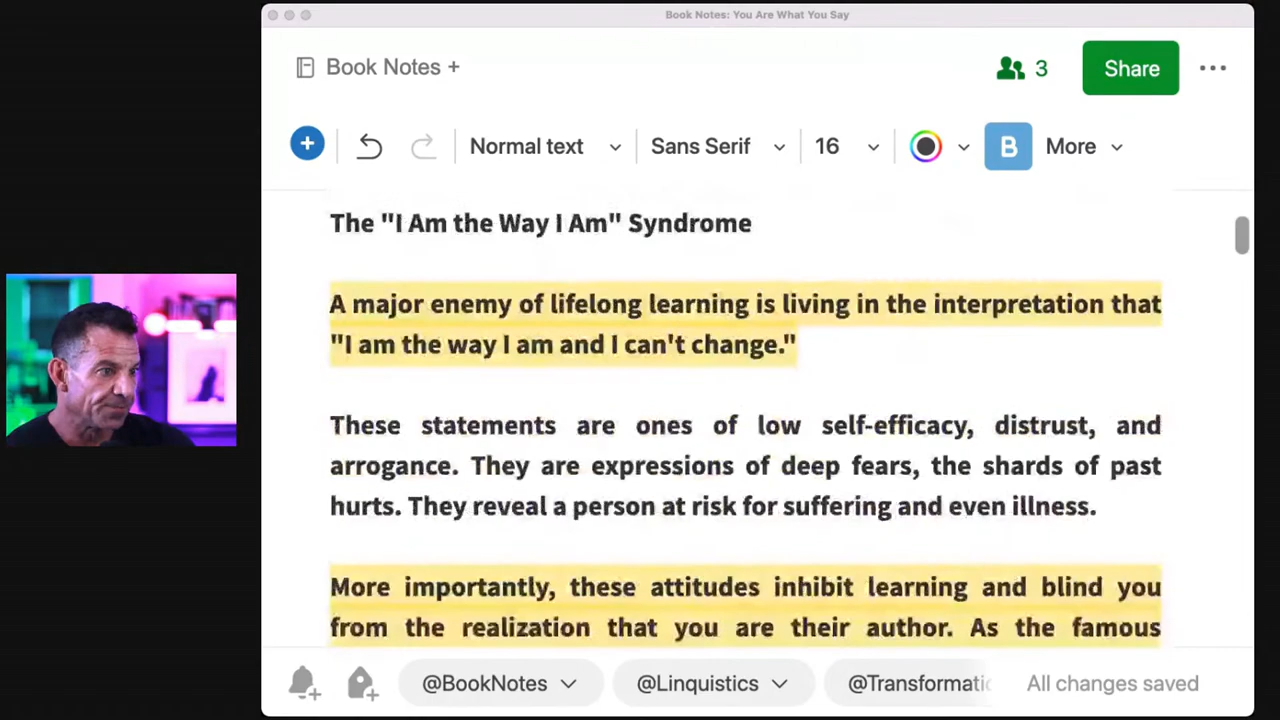 Book Notes: You Are What You Say
Book Notes +
3
Share
Normal text
Sans Serif
16
B
More
The "I Am the Way I Am" Syndrome
A major enemy of lifelong learning is living in the interpretation that
"I am the way I am and I can't change."
These statements are ones of low self-efficacy, distrust, and
arrogance. They are expressions of deep fears, the shards of past
hurts. They reveal a person at risk for suffering and even illness.
More importantly, these attitudes inhibit learning and blind you
from the realization that you are their author. As the famous
@BookNotes
@Linquistics
@Transformatic
All changes saved